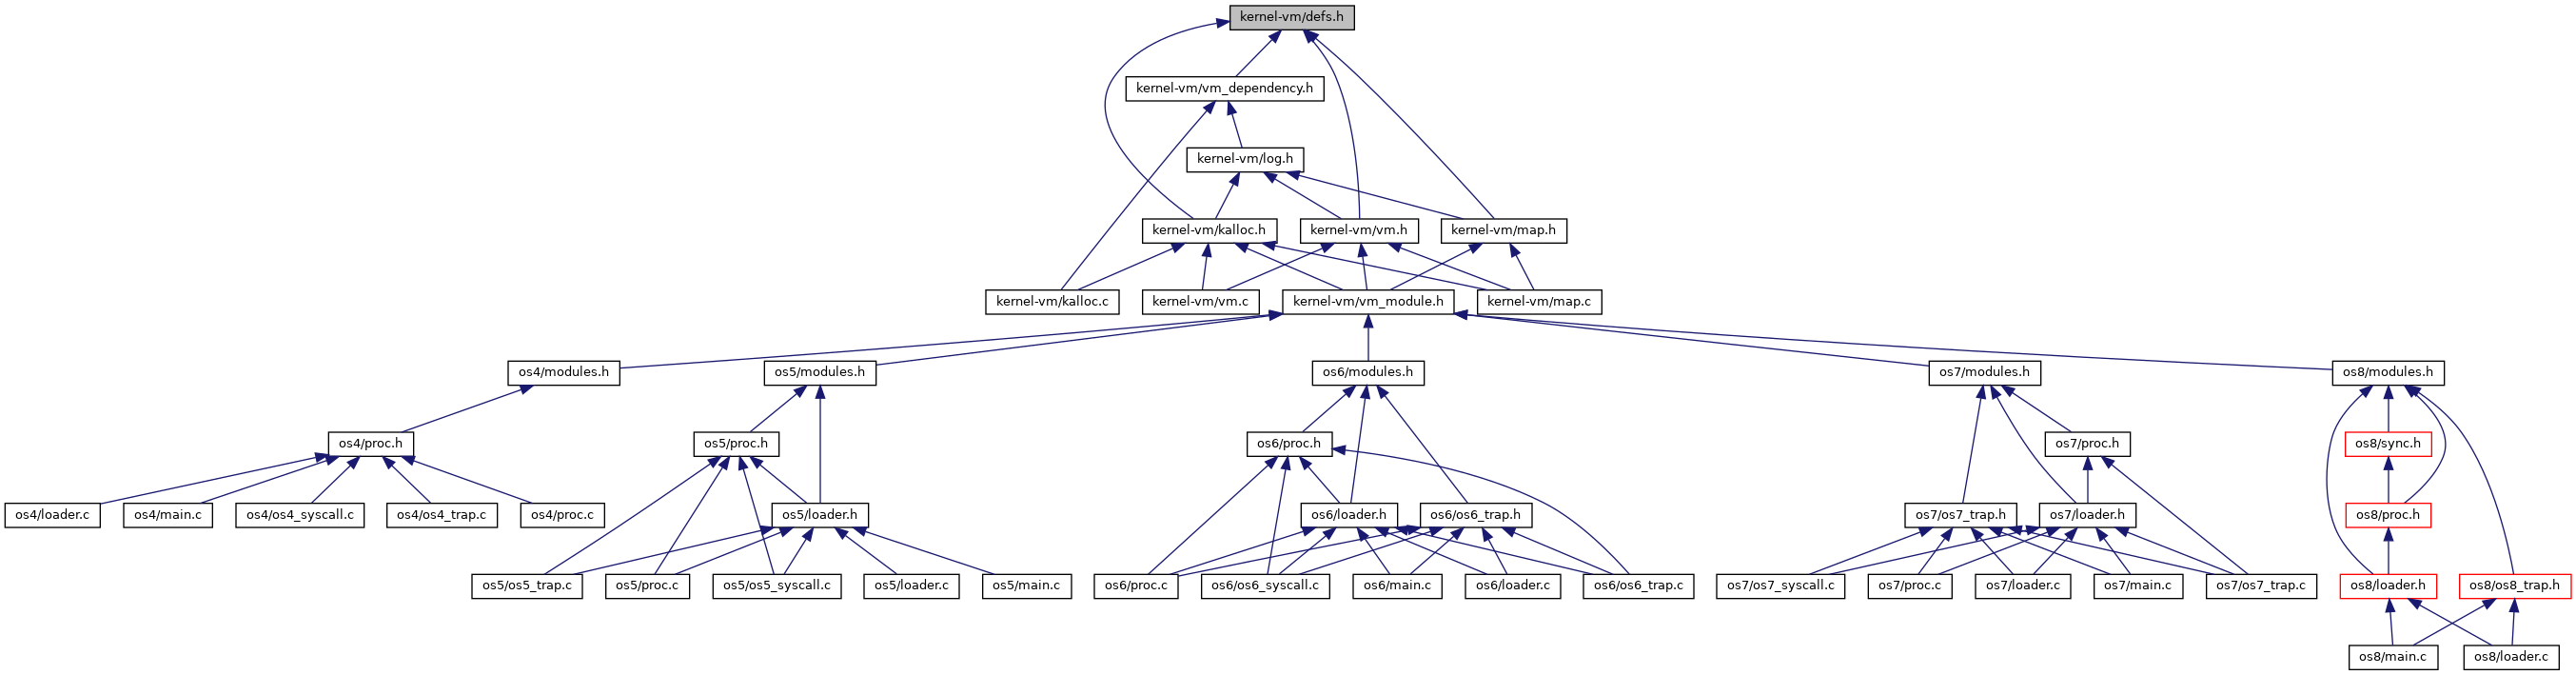 kernel-vm/defs.h
kernel-vm/vm_dependency.h
kernel-vm/log.h
kernel-vm/kalloc.h
kernel-vm/vm.h
kernel-vm/map.h
kernel-vm/kalloc.c
kernel-vm/vm.c
kernel-vm/vm_module.h
kernel-vm/map.c
os4/modules.h
os5/modules.h
os6/modules.h
os7/modules.h
os8/modules.h
os4/proc.h
os5/proc.h
os6/proc.h
os7/proc.h
os8/sync.h
os4/loader.c
os4/main.c
os4/os4_syscall.c
os4/os4_trap.c
os4/proc.c
os5/loader.h
os6/loader.h
os6/os6_trap.h
os7/os7_trap.h
os7/loader.h
os8/proc.h
os5/os5_trap.c
os5/proc.c
os5/os5_syscall.c
os5/loader.c
os5/main.c
os6/proc.c
os6/os6_syscall.c
os6/main.c
os6/loader.c
os6/os6_trap.c
os7/os7_syscall.c
os7/proc.c
os7/loader.c
os7/main.c
os7/os7_trap.c
os8/loader.h
os8/os8_trap.h
os8/main.c
os8/loader.c